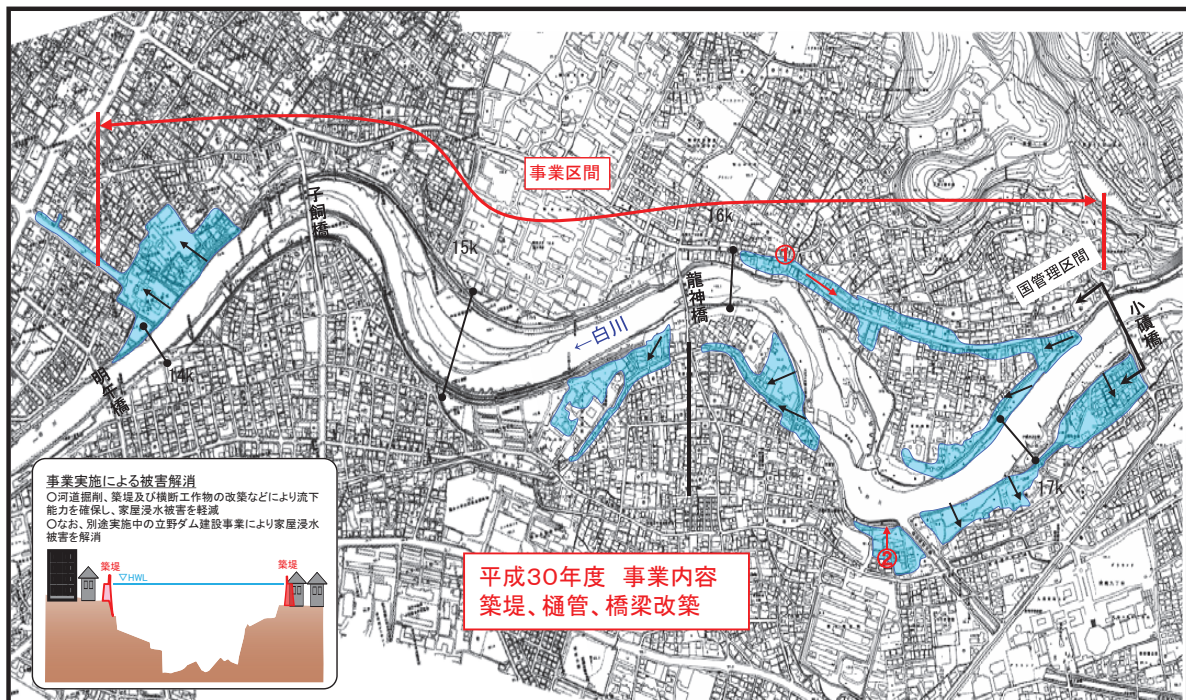 事業区間
子飼橋
15k
16k
①
龍神橋
国管理区間
小磧橋
←白川
明午橋
14k
17k
②
事業実施による被害解消
○河道掘削、築堤及び横断工作物の改築などにより流下
能力を確保し、家屋浸水被害を軽減
○なお、別途実施中の立野ダム建設事業により家屋浸水
被害を解消
築堤
▽HWL
築堤
平成30年度 事業内容
築堤、樋管、橋梁改築